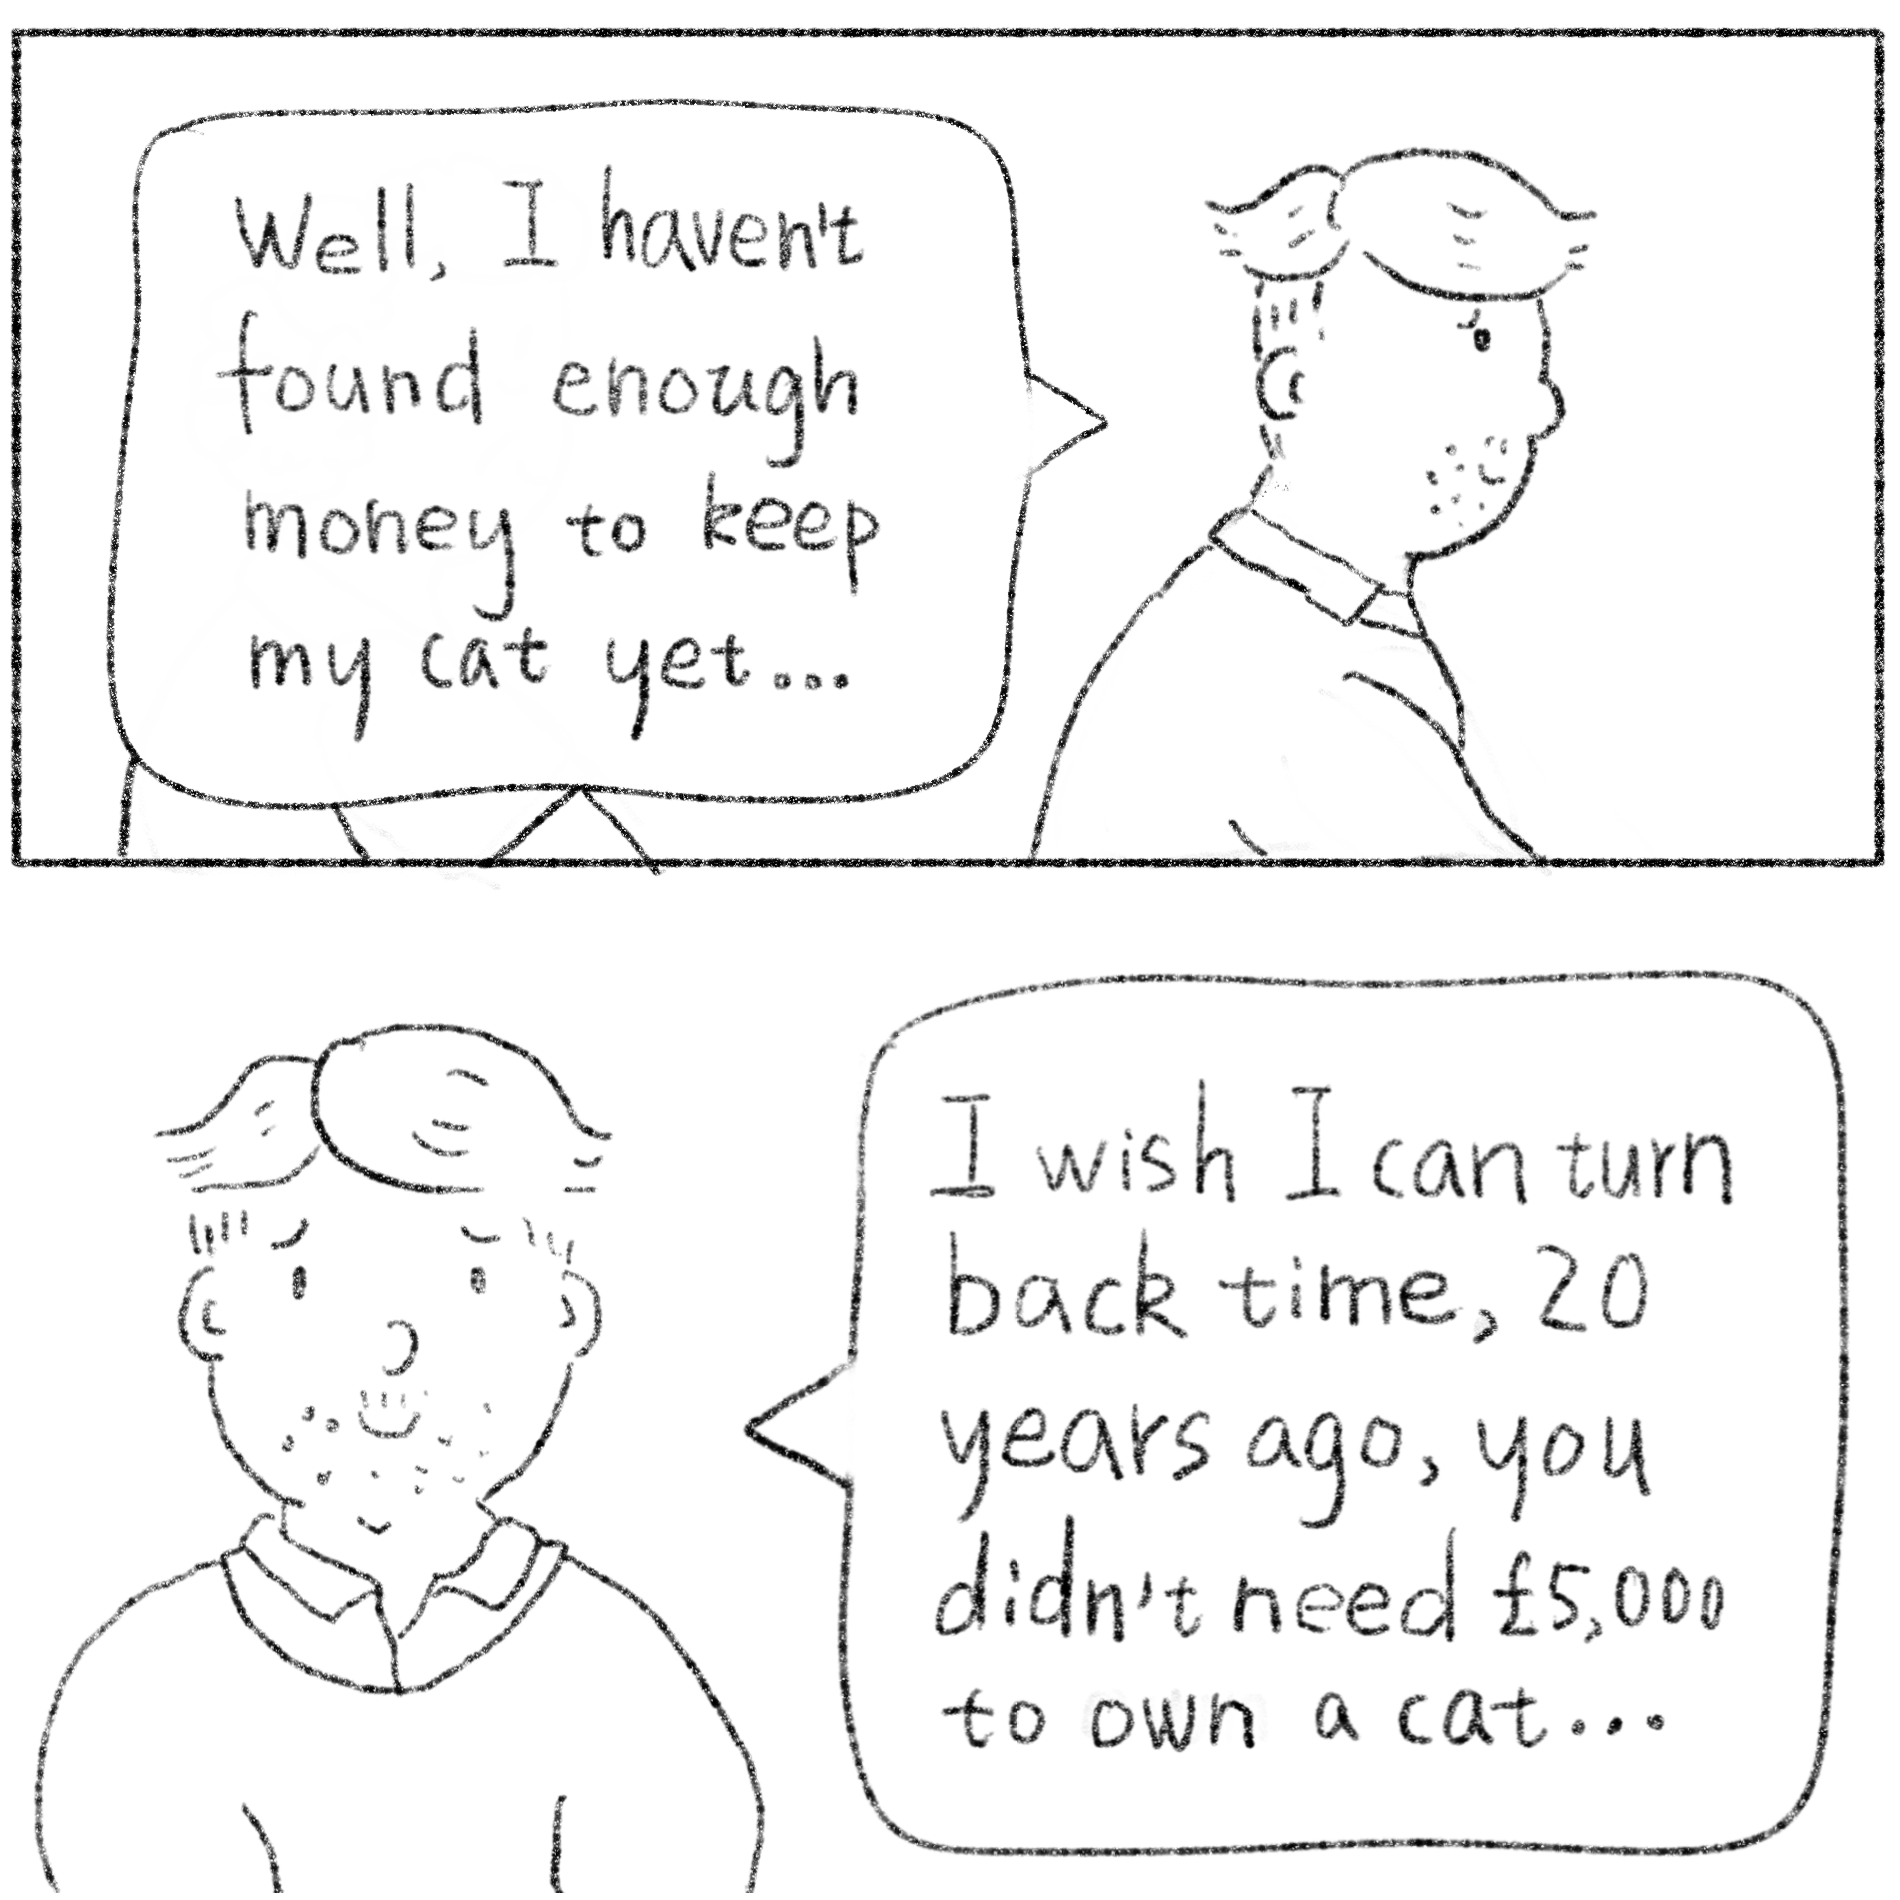 Well, I haven't
found enough
money to keep
my cat yet...
I wish I can turn
back time, 20
years ago, you
didn't need £5,000
to own a cat...